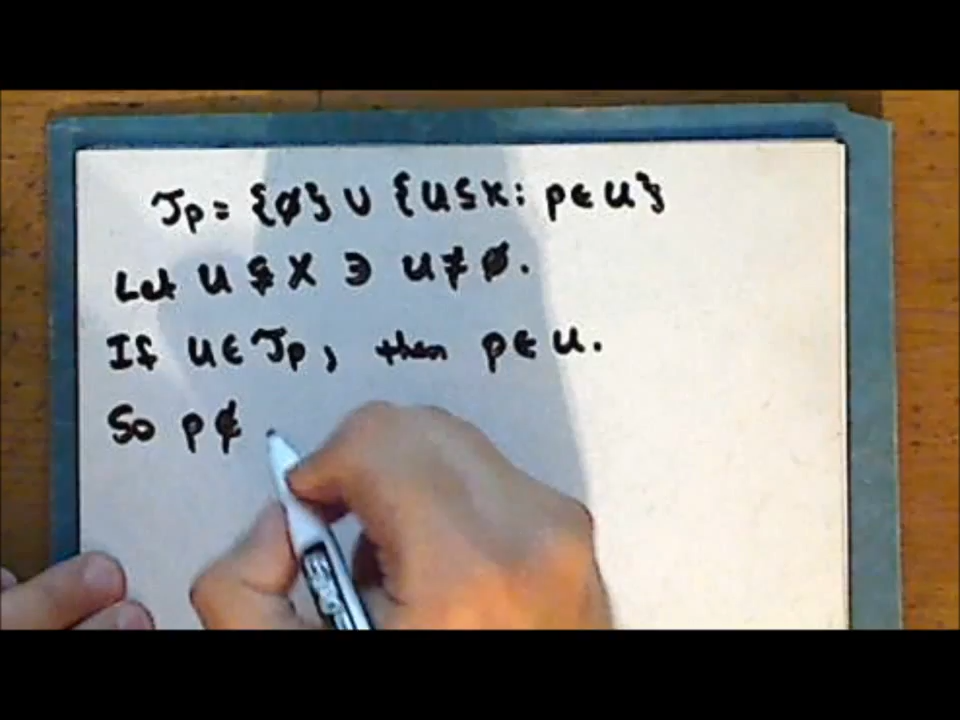 𝒯p = {∅} ∪ {U ⊆ X : p ∈ U}
Let U ⊊ X ∋ U ≠ ∅.
If U ∈ 𝒯p, then p ∈ U.
So p ∉